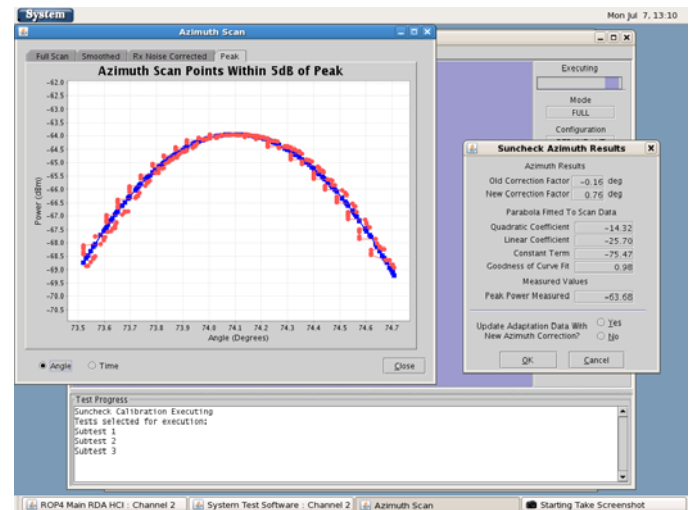 System
Mon Jul 7, 13:10
Azimuth Scan
Full Scan Smoothed Rx Noise Corrected Peak
Azimuth Scan Points Within 5dB of Peak
-62.0
-62.5
-63.0
-63.5
-64.0
-64.5
-65.0
-65.5
-66.0
-66.5
-67.0
-67.5
-68.0
-68.5
-69.0
-69.5
-70.0
-70.5
Power (dBm)
73.5 73.6 73.7 73.8 73.9 74.0 74.1 74.2 74.3 74.4 74.5 74.6 74.7
Angle (Degrees)
Angle Time
Close
Executing
Mode
FULL
Configuration
Suncheck Azimuth Results
Azimuth Results
Old Correction Factor -0.16 deg
New Correction Factor 0.76 deg
Parabola Fitted To Scan Data
Quadratic Coefficient -14.32
Linear Coefficient -25.70
Constant Term -75.47
Goodness of Curve Fit 0.98
Measured Values
Peak Power Measured -63.68
Update Adaptation Data With Yes
New Azimuth Correction? No
OK Cancel
Test Progress
Suncheck Calibration Executing
Tests selected for execution:
Subtest 1
Subtest 2
Subtest 3
ROP4 Main RDA HCI : Channel 2 System Test Software : Channel 2 Azimuth Scan Starting Take Screenshot